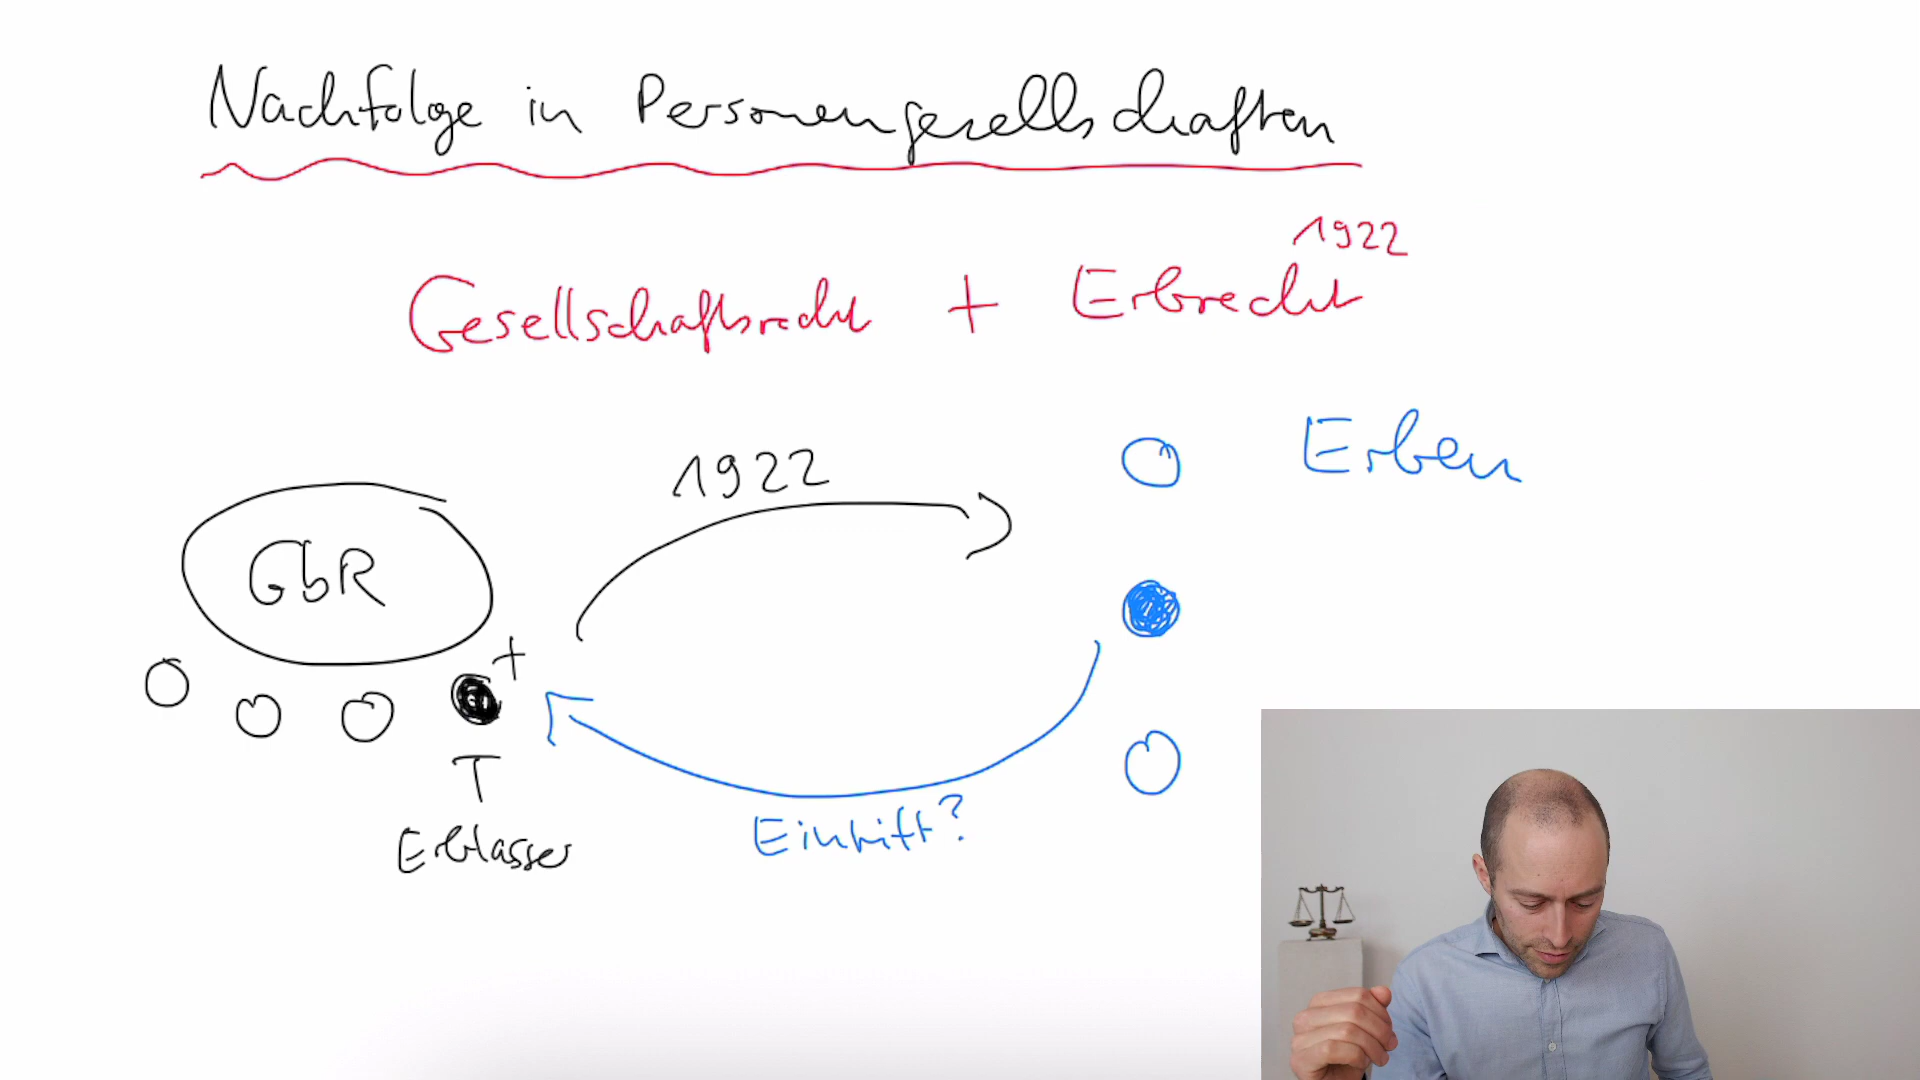 Nachfolge in Personengesellschaften
1922
Gesellschaftsrecht + Erbrecht
Erben
1922
GbR
+
T
Eintritt?
Erblasser